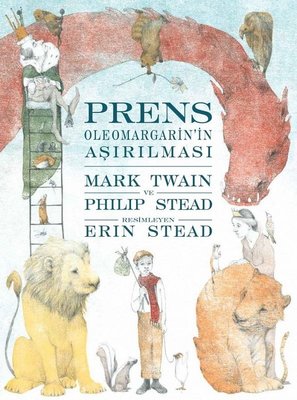 PRENS
OLEOMARGARİN'İN
AŞIRILMASI
MARK TWAIN
VE
PHILIP STEAD
RESİMLEYEN
ERIN STEAD